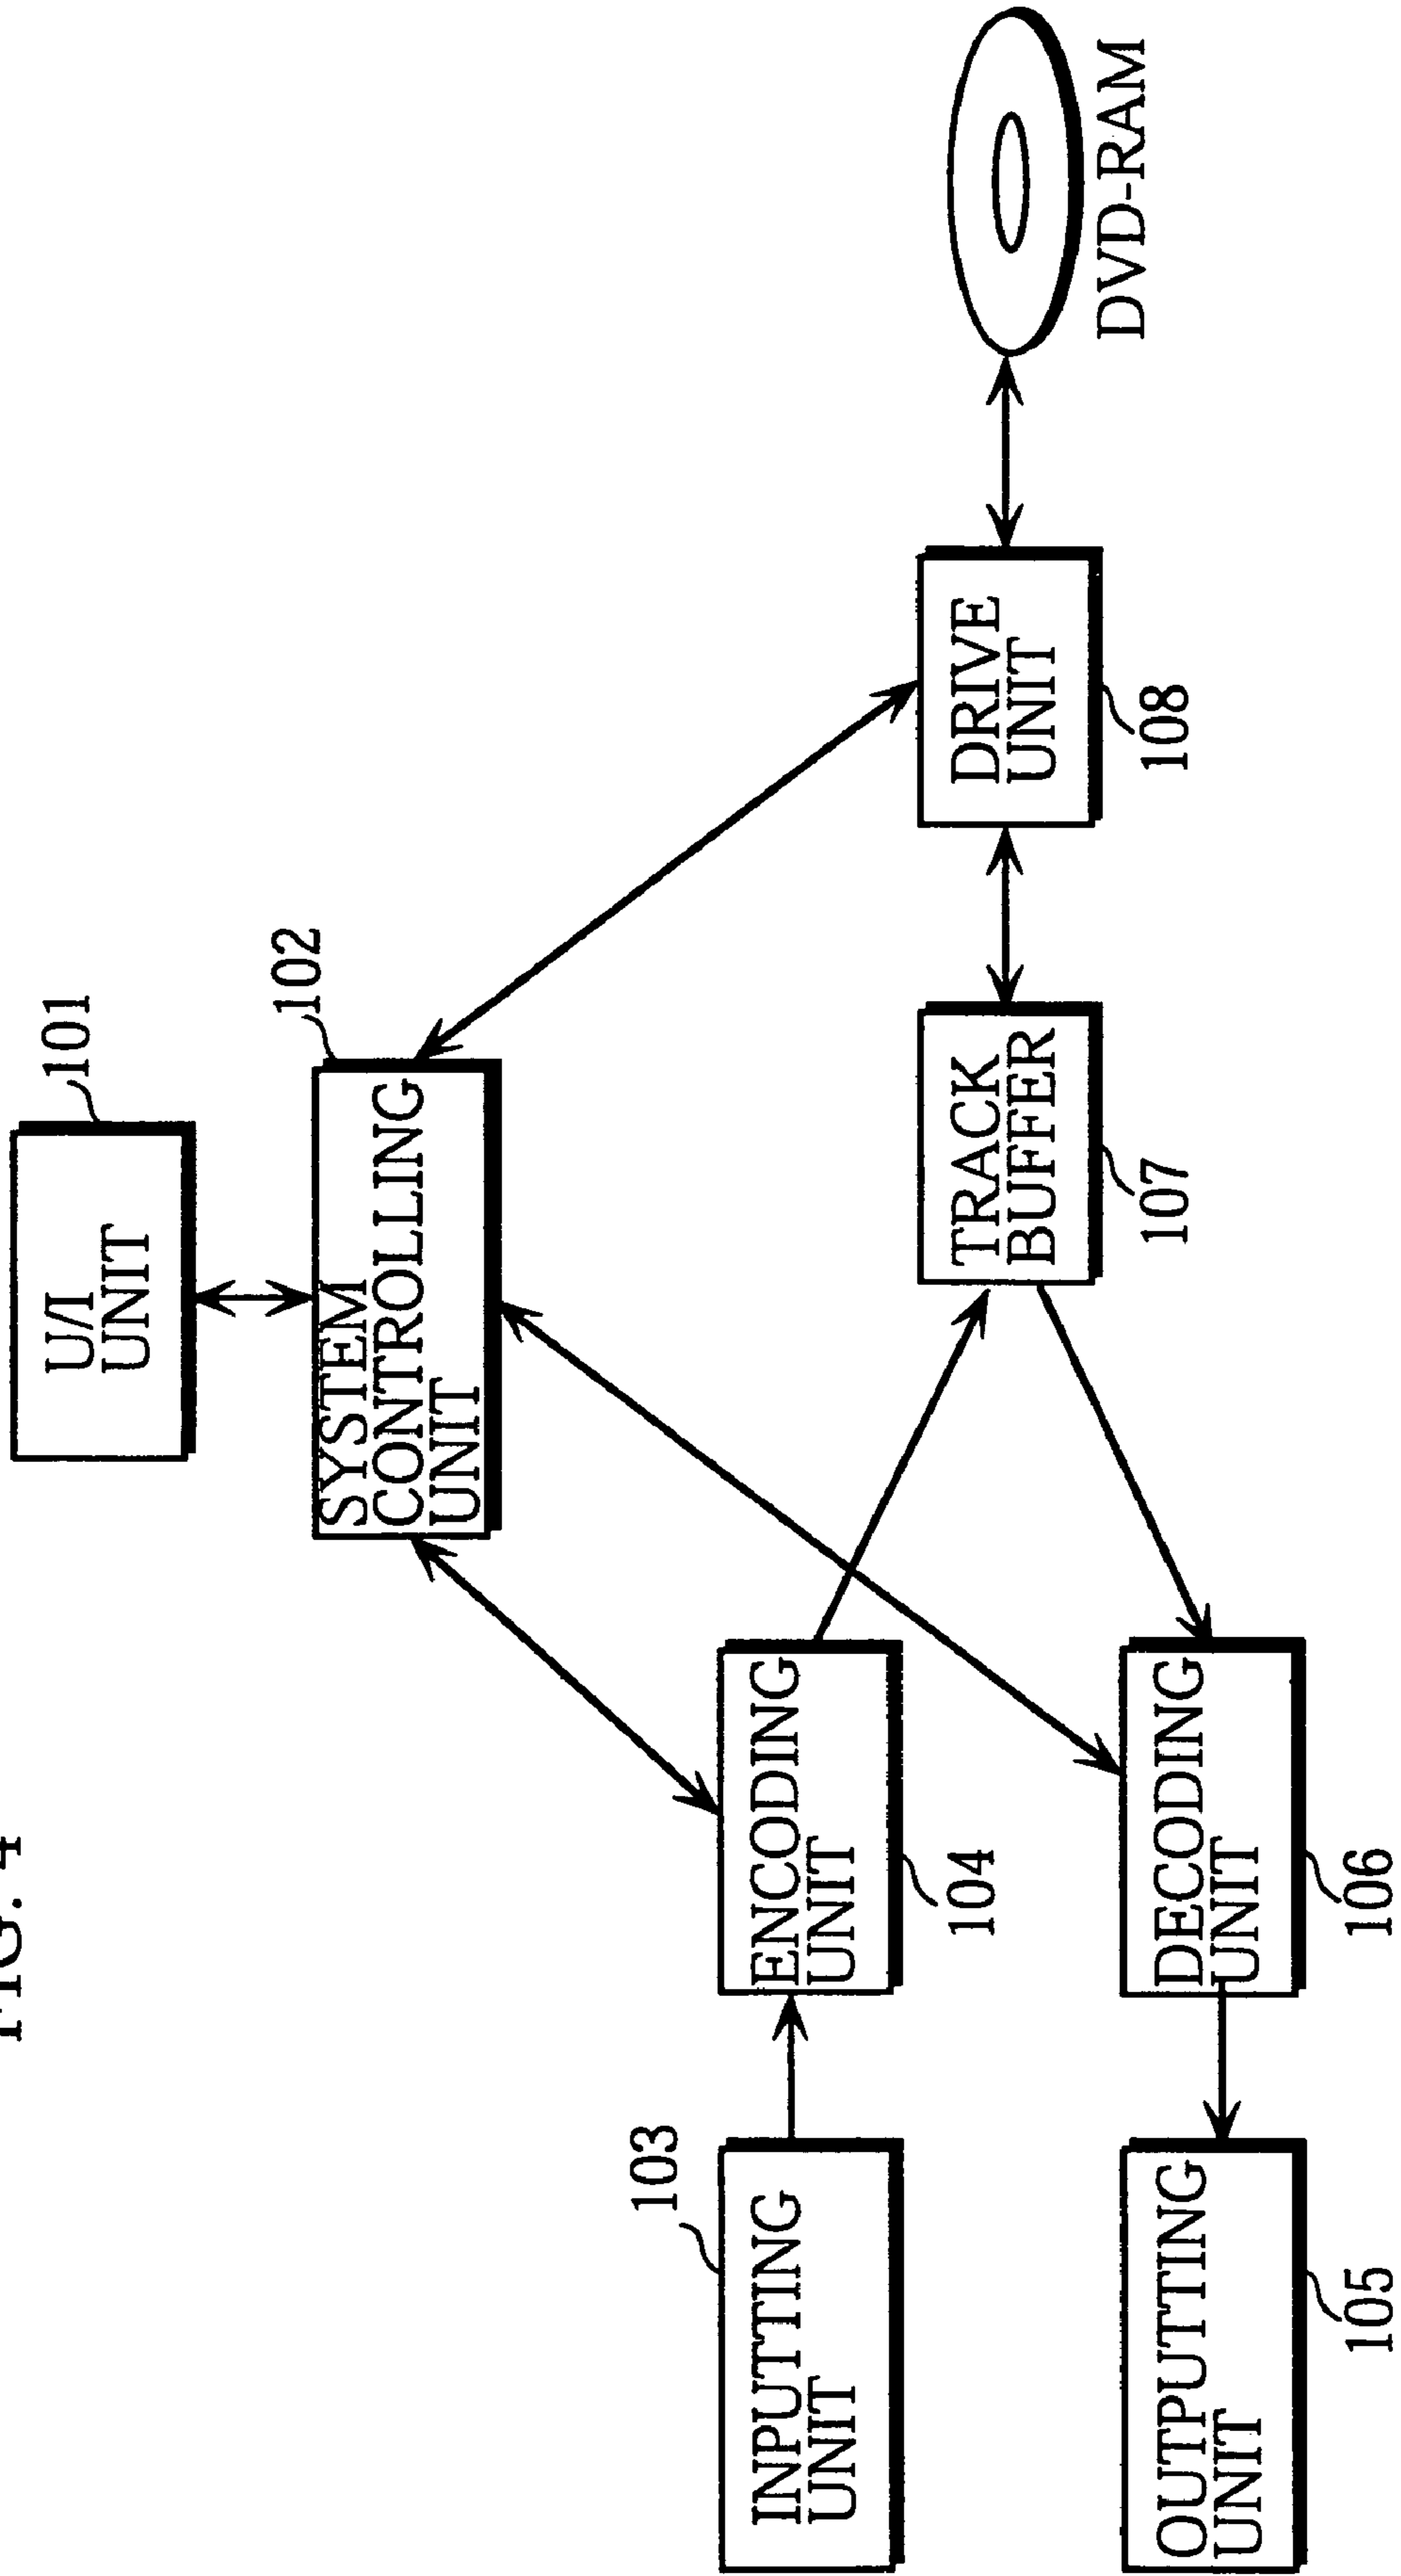 FIG. 4
101
U/I
UNIT
102
SYSTEM
CONTROLLING
UNIT
103
INPUTTING
UNIT
ENCODING
UNIT
104
TRACK
BUFFER
107
DRIVE
UNIT
108
DVD-RAM
OUTPUTTING
UNIT
105
DECODING
UNIT
106